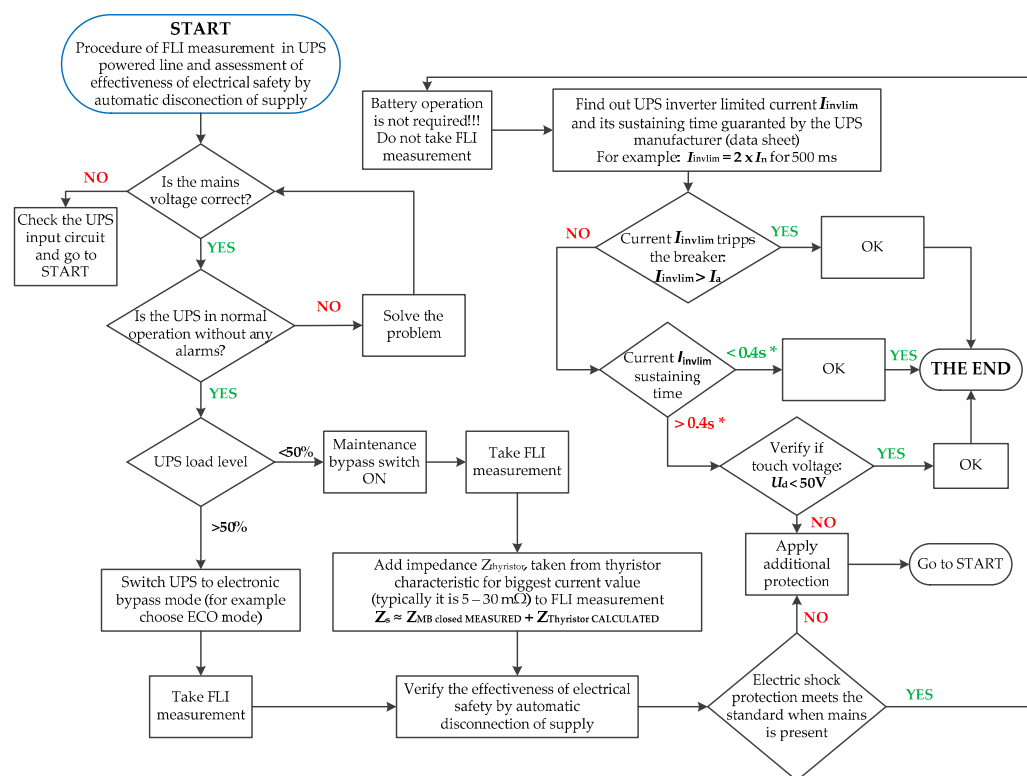 START
Procedure of FLI measurement in UPS
powered line and assessment of
effectiveness of electrical safety by
automatic disconection of supply
Is the mains
voltage correct?
NO
Check the UPS
input circuit
and go to
START
YES
Is the UPS in normal
operation without any
alarms?
NO
Solve the
problem
YES
UPS load level
<50%
Maintenance
bypass switch
ON
Take FLI
measurement
>50%
Switch UPS to electronic
bypass mode (for example
choose ECO mode)
Add impedance Zthyristor, taken from thyristor
characteristic for biggest current value
(typically it is 5 – 30 mΩ) to FLI measurement
Zs ≈ ZMB closed MEASURED + ZThyristor CALCULATED
Take FLI
measurement
Verify the effectiveness of electrical
safety by automatic
disconnection of supply
Electric shock
protection meets the
standard when mains
is present
YES
NO
Battery operation
is not required!!!
Do not take FLI
measurement
Find out UPS inverter limited current Iinvlim
and its sustaining time guaranted by the UPS
manufacturer (data sheet)
For example: Iinvlim = 2 x In for 500 ms
Current Iinvlim tripps
the breaker:
Iinvlim > Ia
YES
OK
NO
Current Iinvlim
sustaining
time
< 0.4s *
OK
YES
THE END
> 0.4s *
Verify if
touch voltage:
Ud < 50V
YES
OK
NO
Apply
additional
protection
Go to START